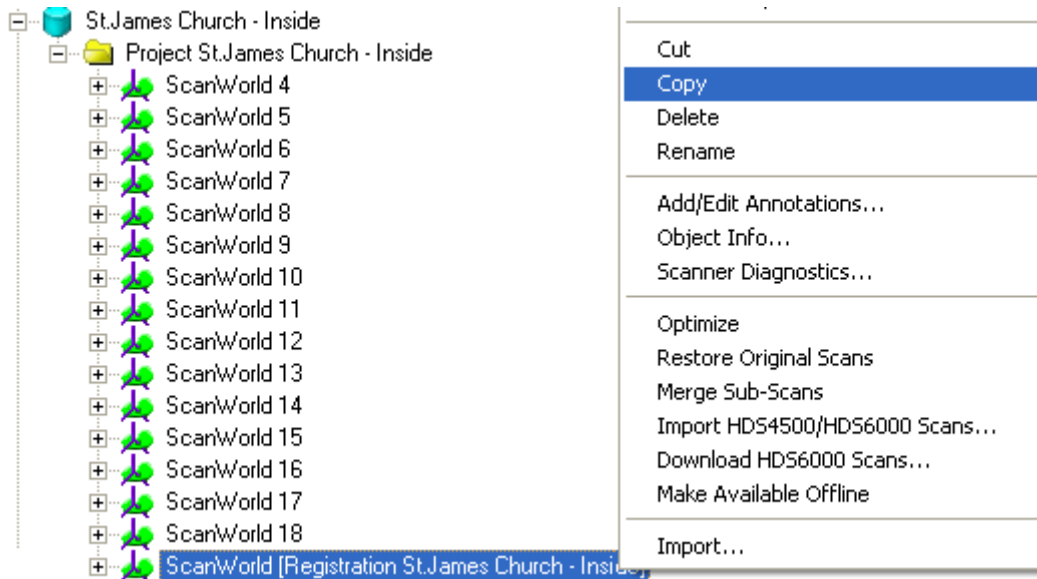 St.James Church - Inside
Project St.James Church - Inside
ScanWorld 4
ScanWorld 5
ScanWorld 6
ScanWorld 7
ScanWorld 8
ScanWorld 9
ScanWorld 10
ScanWorld 11
ScanWorld 12
ScanWorld 13
ScanWorld 14
ScanWorld 15
ScanWorld 16
ScanWorld 17
ScanWorld 18
ScanWorld [Registration St.James Church - Inside]
Cut
Copy
Delete
Rename
Add/Edit Annotations...
Object Info...
Scanner Diagnostics...
Optimize
Restore Original Scans
Merge Sub-Scans
Import HDS4500/HDS6000 Scans...
Download HDS6000 Scans...
Make Available Offline
Import...